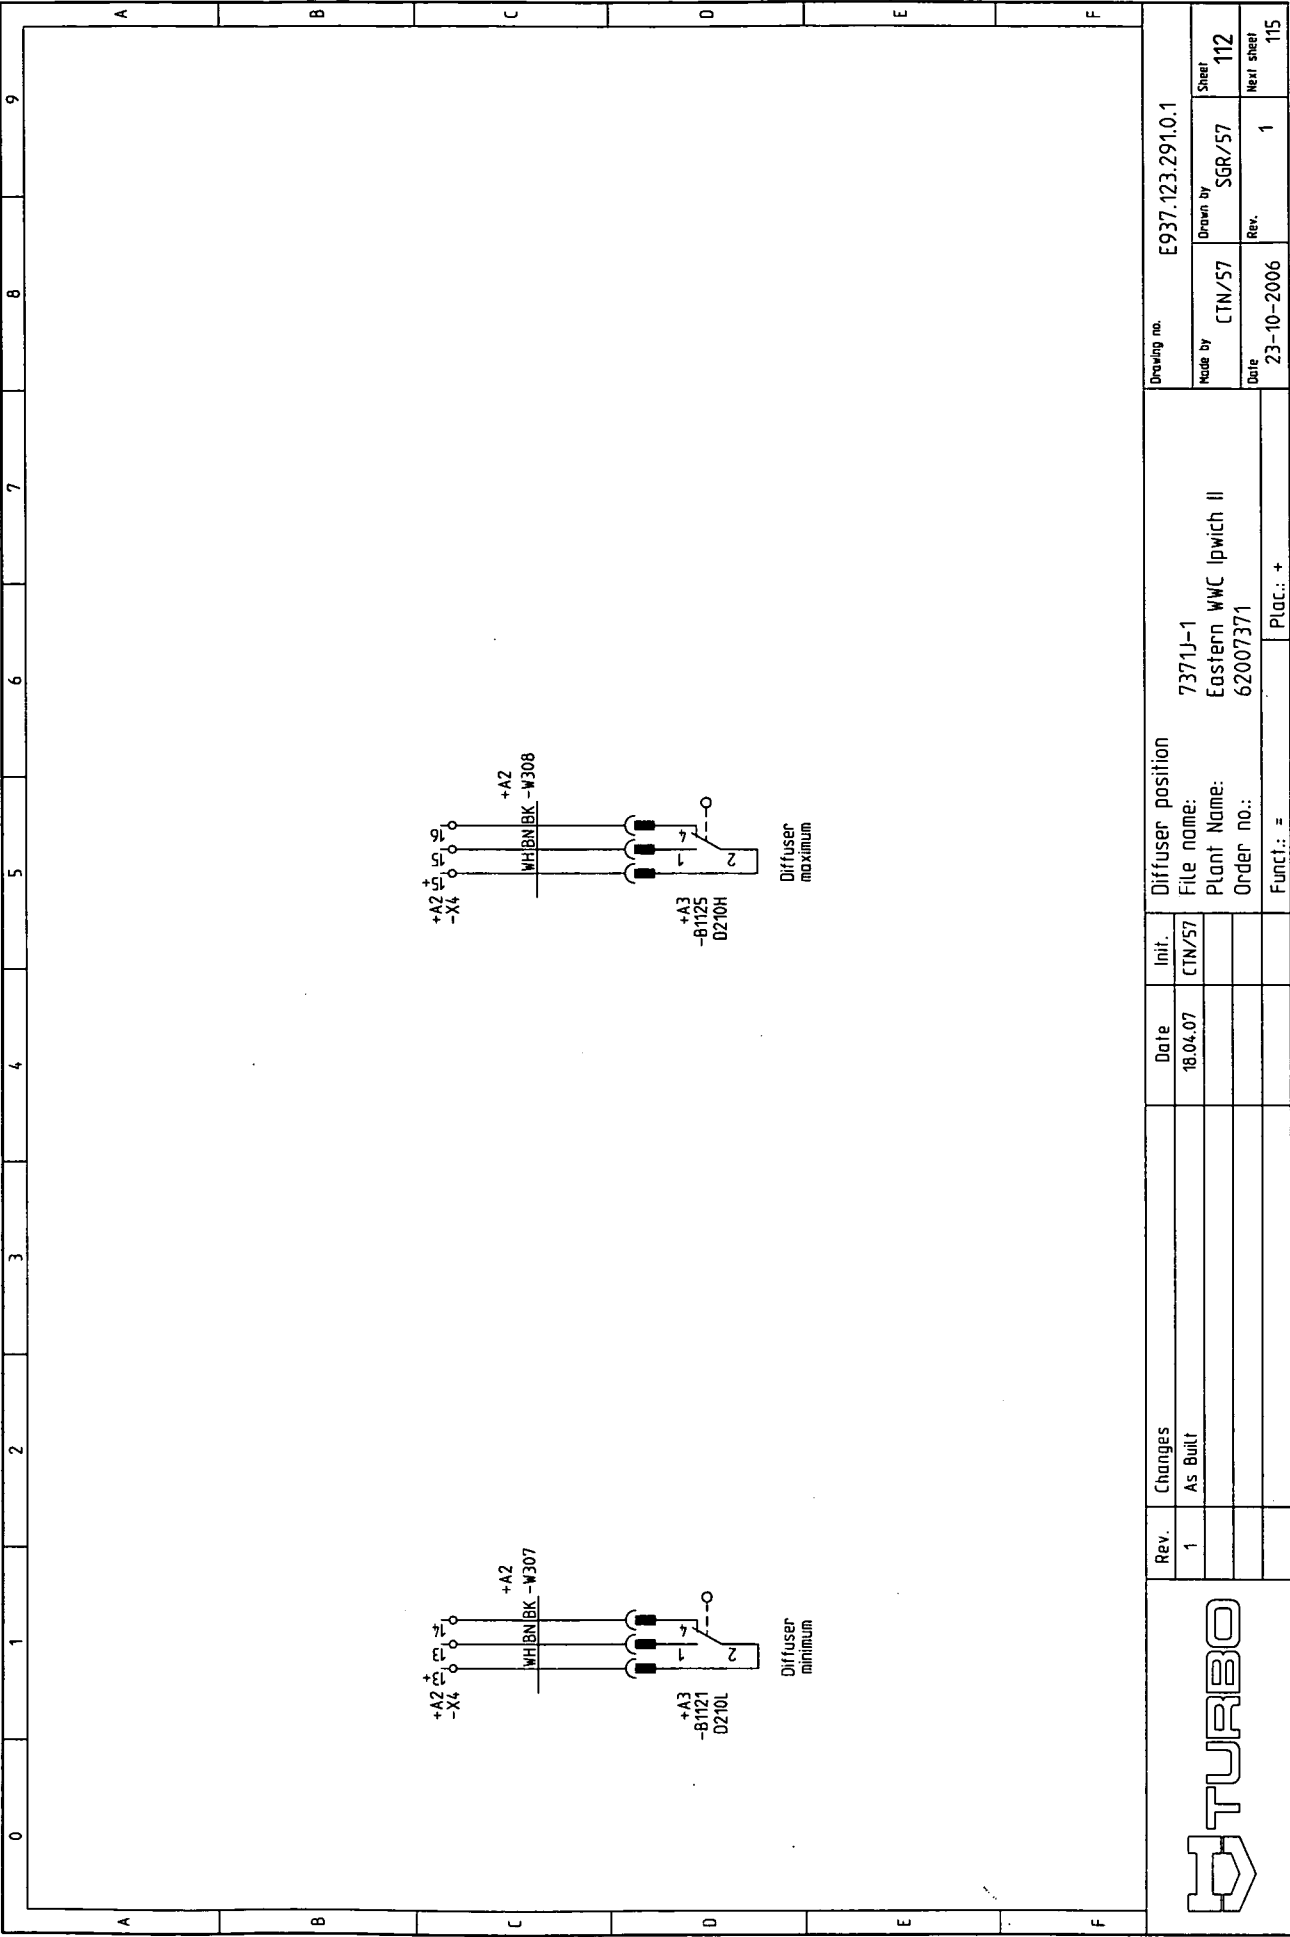 0 1 2 3 4 5 6 7 8 9
A A
B B
C C
D D
E E
F F
+A2
-X4
13+ 13 14
+A2
WH BN BK -W307
+A3
-B1121
D210L
1 4
2
Diffuser
minimum
+A2
-X4
15+ 15 16
+A2
WH BN BK -W308
+A3
-B1125
D210H
1 4
2
Diffuser
maximum
TURBO
Rev. Changes Date Init.
1 As Built 18.04.07 CTN/57
Diffuser position
File name: 7371J-1
Plant Name: Eastern WWC Ipwich II
Order no.: 62007371
Funct.: = Plac.: +
Drawing no. E937.123.291.0.1
Made by CTN/57
Drawn by SGR/57
Sheet 112
Date 23-10-2006
Rev. 1
Next sheet 115